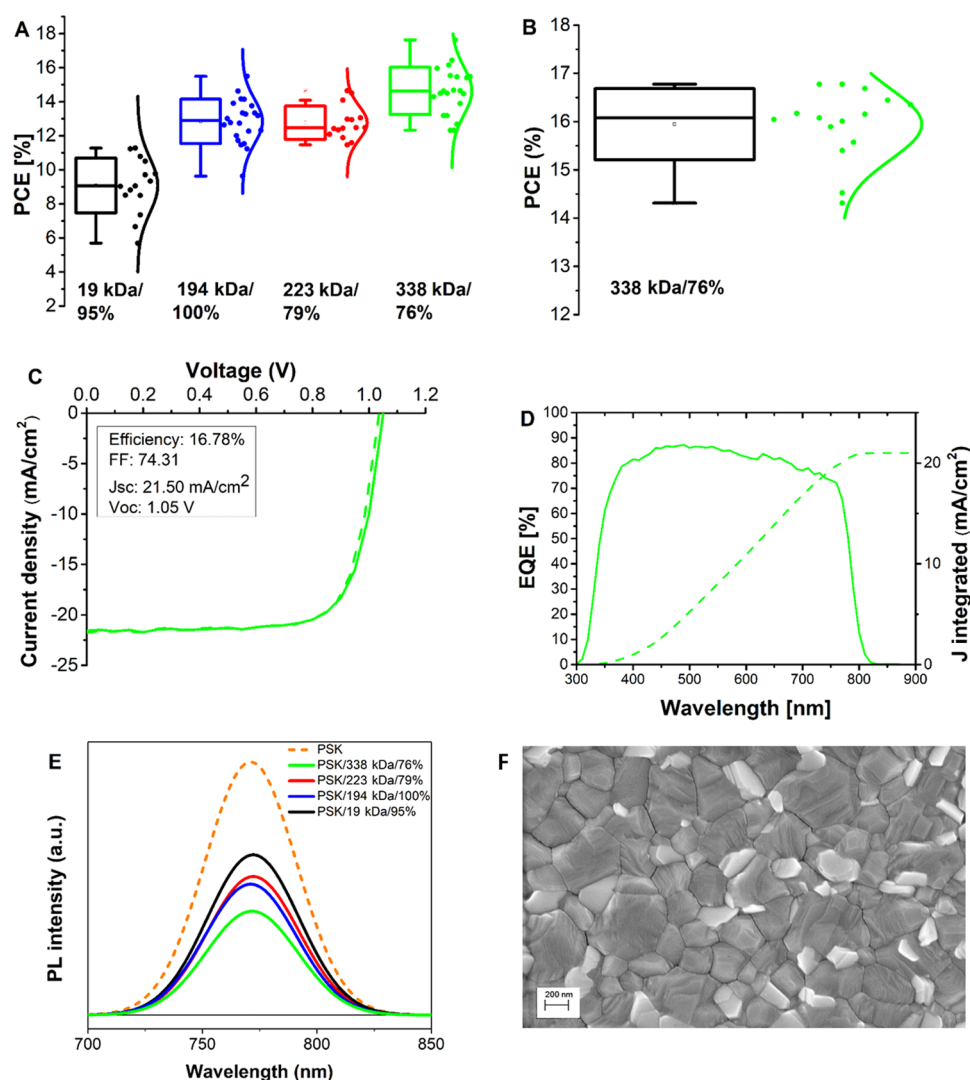 A
PCE [%]
18
16
14
12
10
8
6
4
2
19 kDa/
95%
194 kDa/
100%
223 kDa/
79%
338 kDa/
76%
B
PCE (%)
18
17
16
15
14
13
12
338 kDa/76%
C
Voltage (V)
0.0 0.2 0.4 0.6 0.8 1.0 1.2
Current density (mA/cm²)
0
-5
-10
-15
-20
-25
Efficiency: 16.78%
FF: 74.31
Jsc: 21.50 mA/cm²
Voc: 1.05 V
D
EQE [%]
100
90
80
70
60
50
40
30
20
10
0
20
10
0
J integrated (mA/cm²)
300 400 500 600 700 800 900
Wavelength [nm]
E
PL intensity (a.u.)
PSK
PSK/338 kDa/76%
PSK/223 kDa/79%
PSK/194 kDa/100%
PSK/19 kDa/95%
700 750 800 850
Wavelength (nm)
F
200 nm